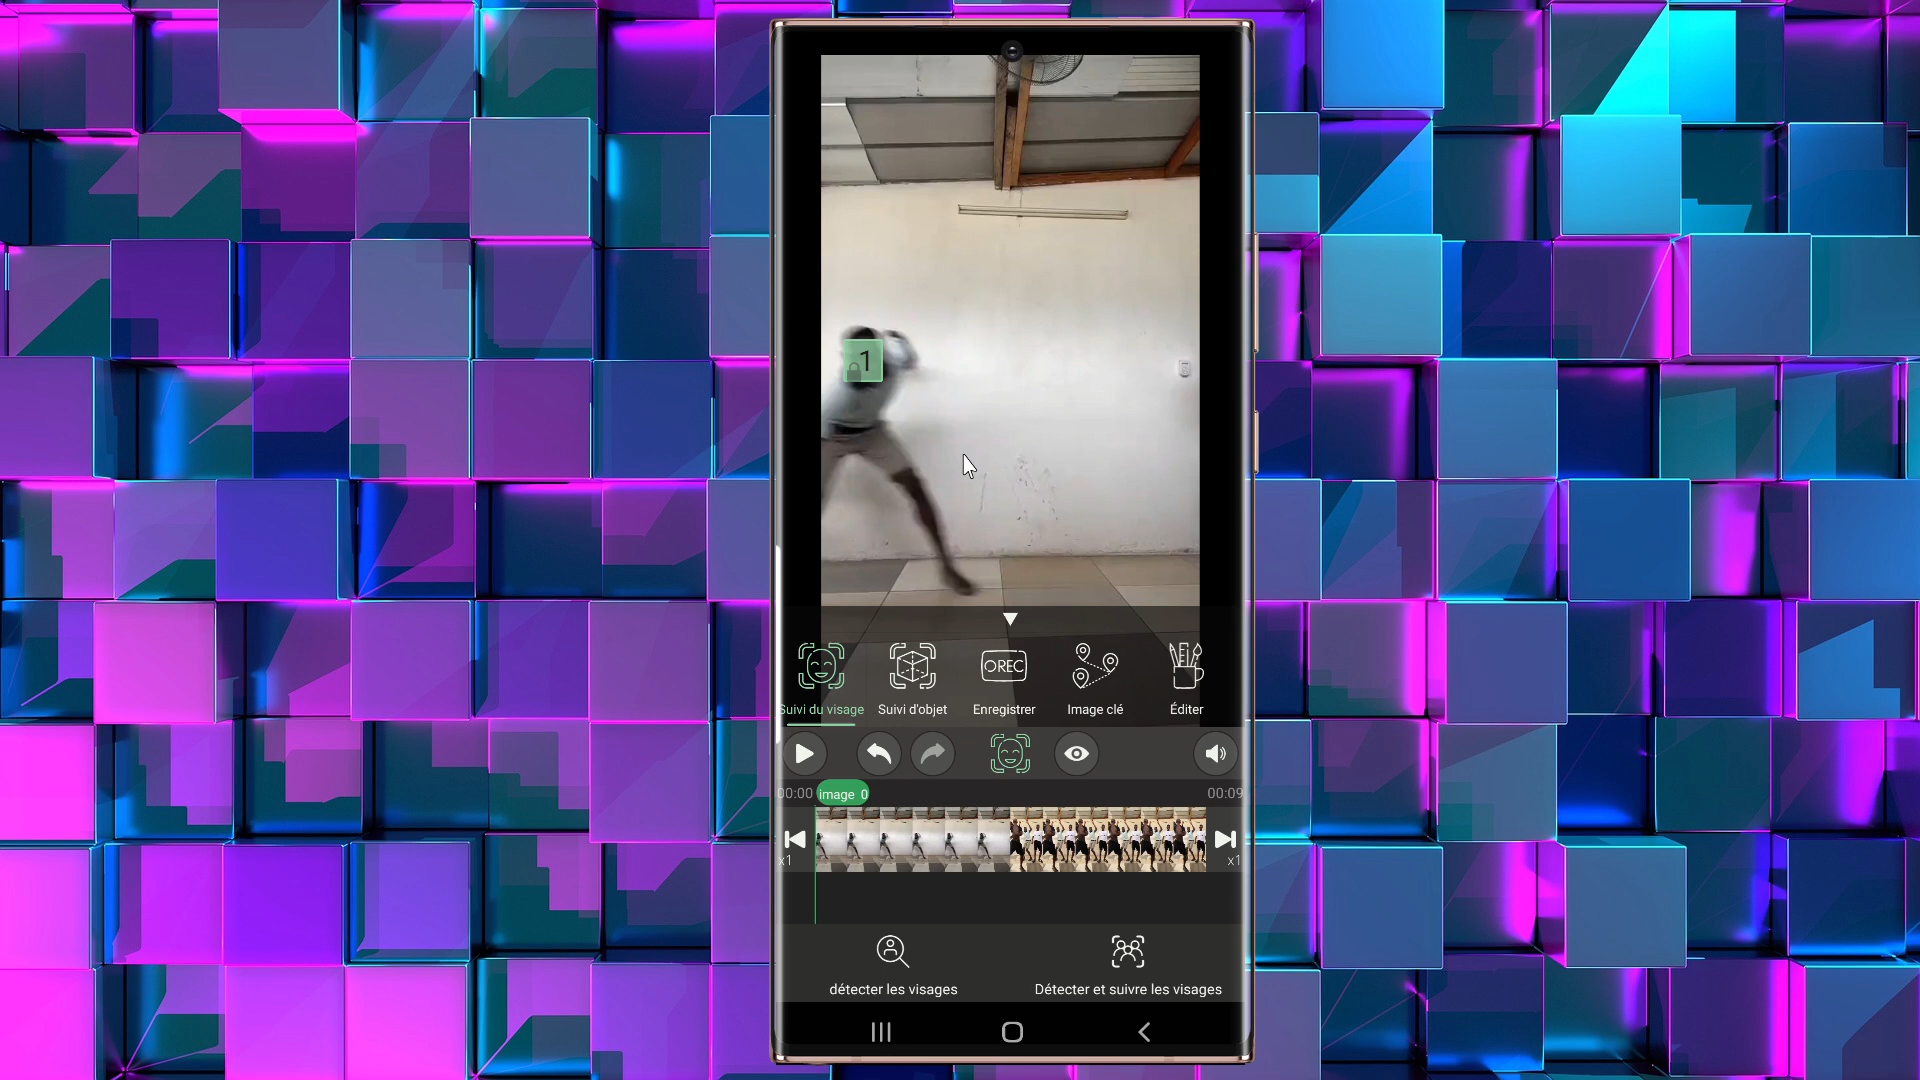 1
OREC
Suivi du visage
Suivi d'objet
Enregistrer
Image clé
Éditer
00:00
image 0
00:09
x1
x1
détecter les visages
Détecter et suivre les visages